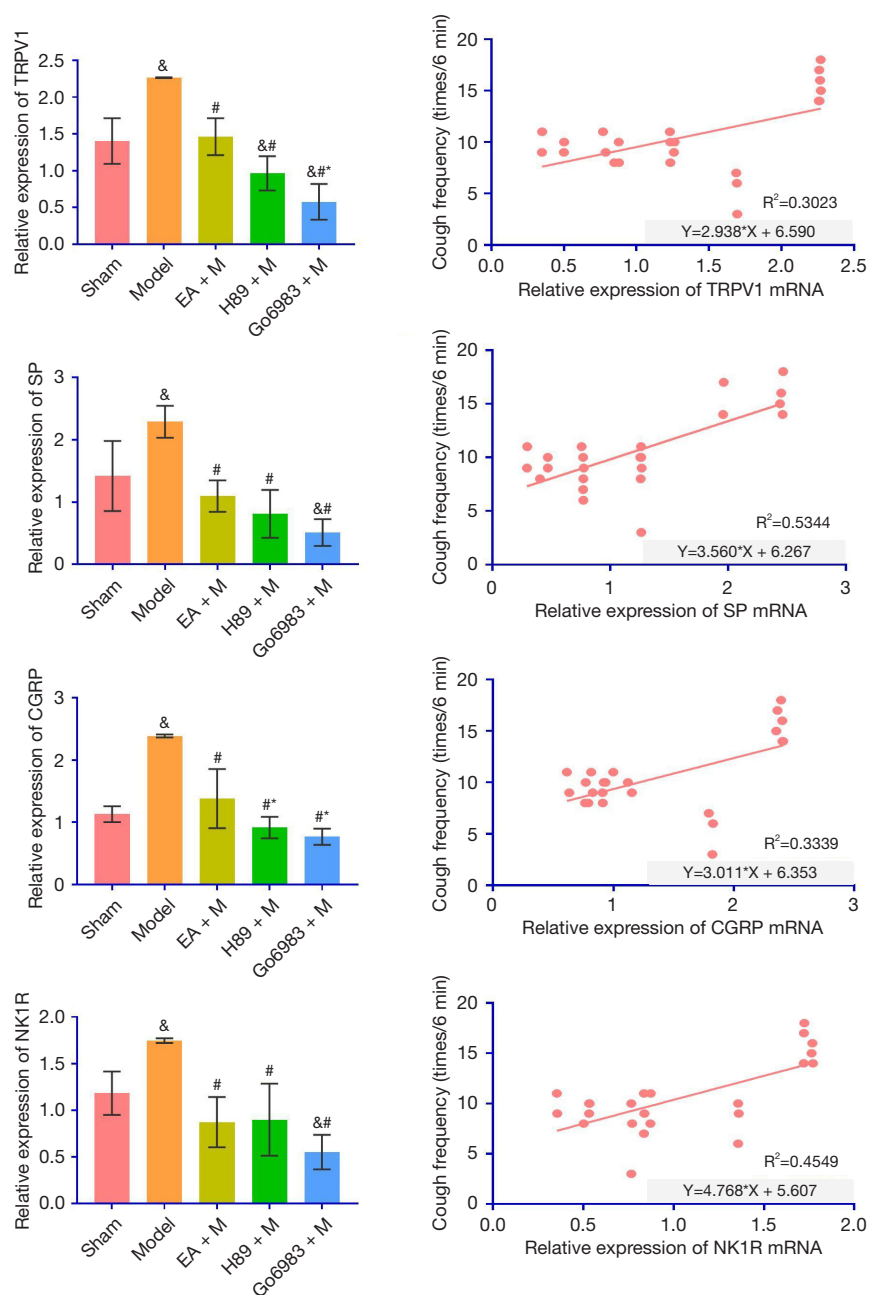 Relative expression of TRPV1
2.5
2.0
1.5
1.0
0.5
0.0
&
#
&#
&#*
Sham
Model
EA + M
H89 + M
Go6983 + M
Cough frequency (times/6 min)
20
15
10
5
0
R²=0.3023
Y=2.938*X + 6.590
0.0 0.5 1.0 1.5 2.0 2.5
Relative expression of TRPV1 mRNA
Relative expression of SP
3
2
1
0
&
#
#
&#
Sham
Model
EA + M
H89 + M
Go6983 + M
Cough frequency (times/6 min)
20
15
10
5
0
R²=0.5344
Y=3.560*X + 6.267
0 1 2 3
Relative expression of SP mRNA
Relative expression of CGRP
3
2
1
0
&
#
#*
#*
Sham
Model
EA + M
H89 + M
Go6983 + M
Cough frequency (times/6 min)
20
15
10
5
0
R²=0.3339
Y=3.011*X + 6.353
0 1 2 3
Relative expression of CGRP mRNA
Relative expression of NK1R
2.0
1.5
1.0
0.5
0.0
&
#
#
&#
Sham
Model
EA + M
H89 + M
Go6983 + M
Cough frequency (times/6 min)
20
15
10
5
0
R²=0.4549
Y=4.768*X + 5.607
0.0 0.5 1.0 1.5 2.0
Relative expression of NK1R mRNA